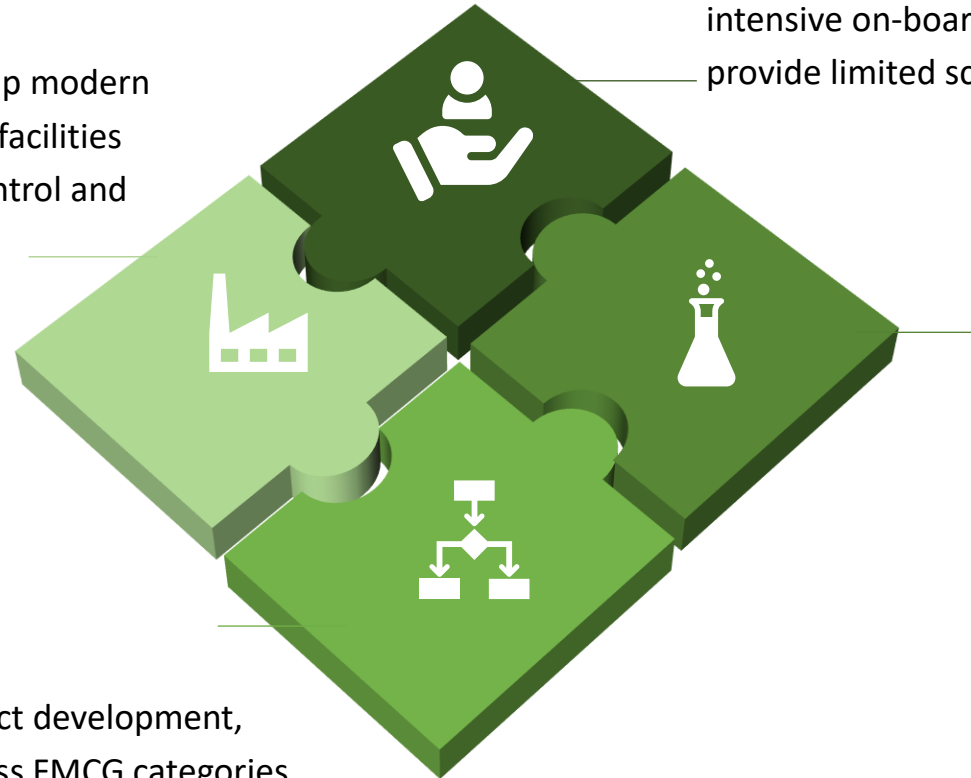 intensive on-boar
provide limited sc
p modern
facilities
ntrol and
ct development,
ss FMCG categories